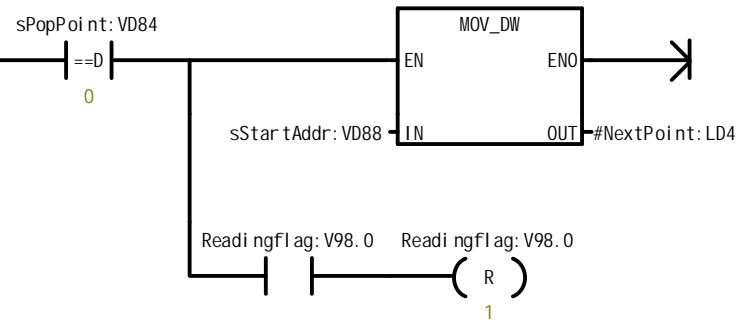 sPopPoint:VD84
==D
0
MOV_DW
EN
ENO
sStartAddr:VD88
IN
OUT
#NextPoint:LD4
Readingflag:V98.0
Readingflag:V98.0
R
1